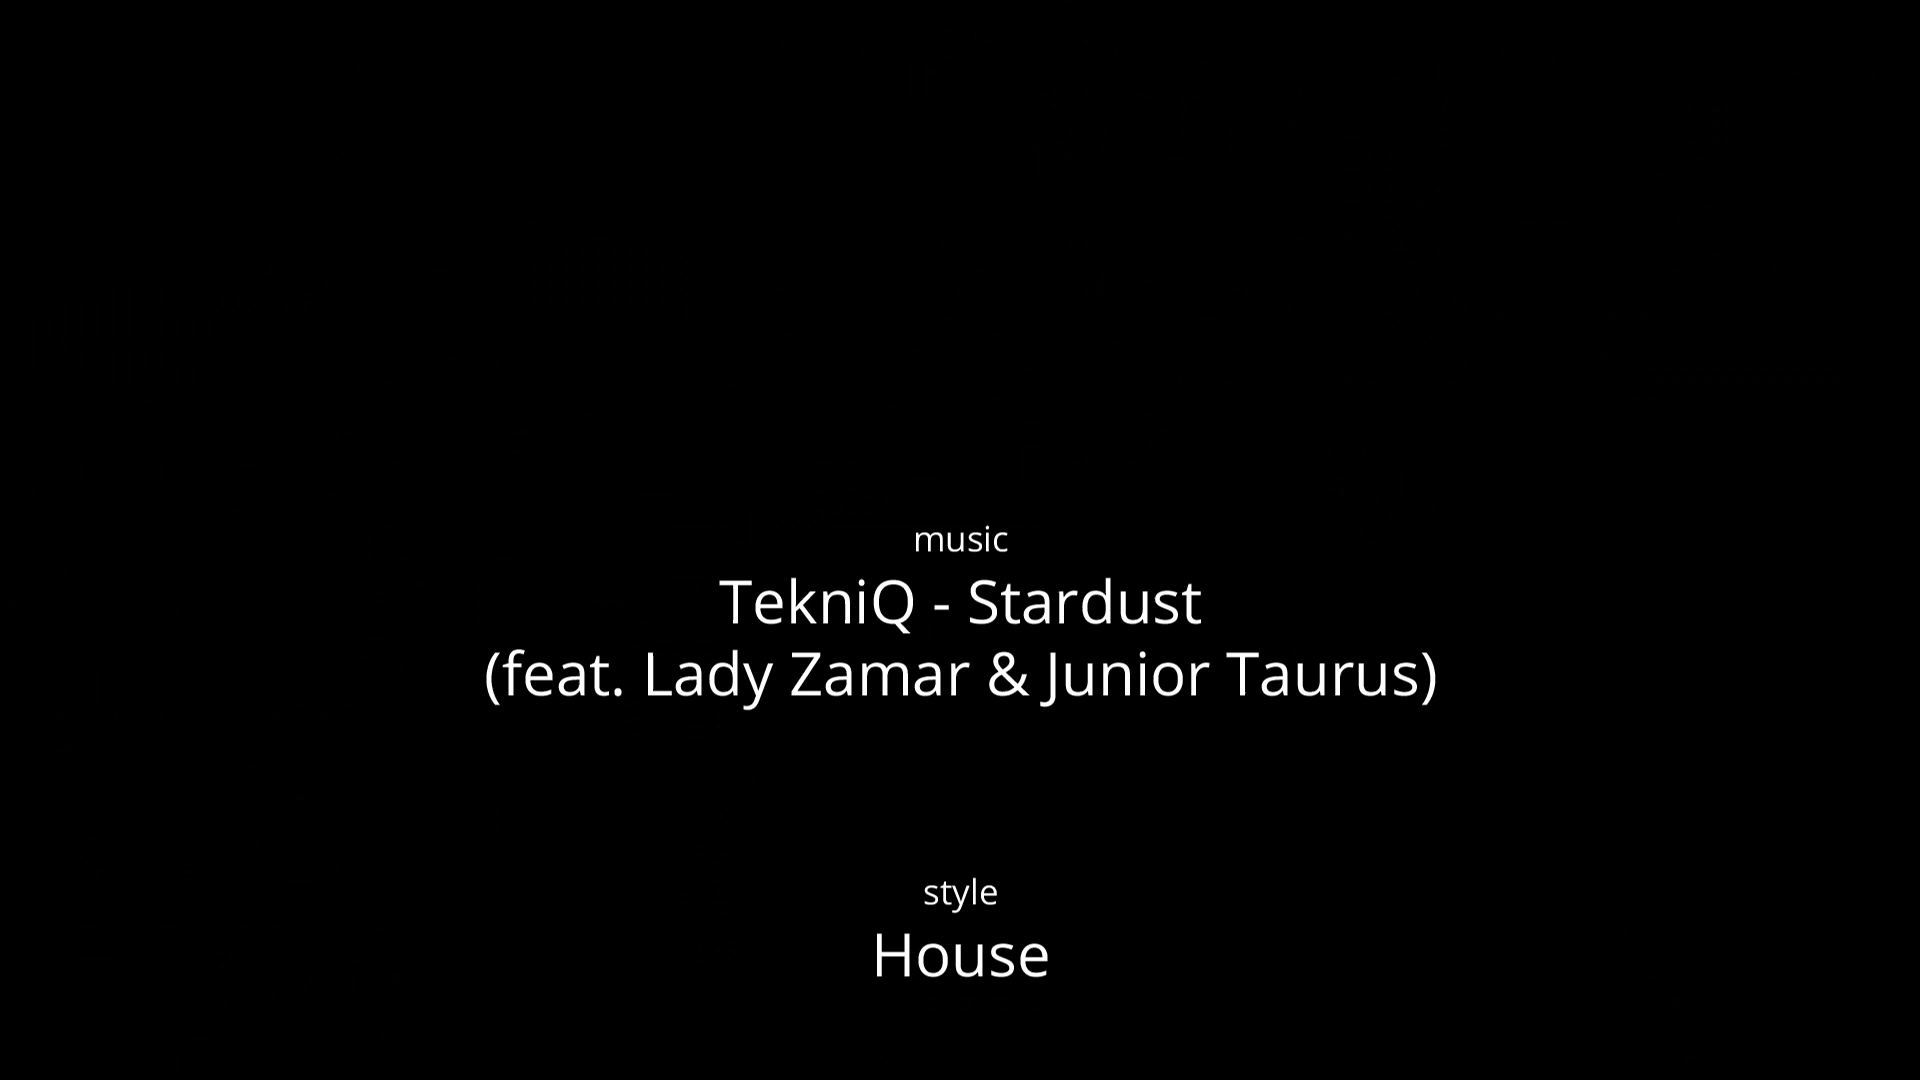 music
TekniQ - Stardust
(feat. Lady Zamar & Junior Taurus)
style
House